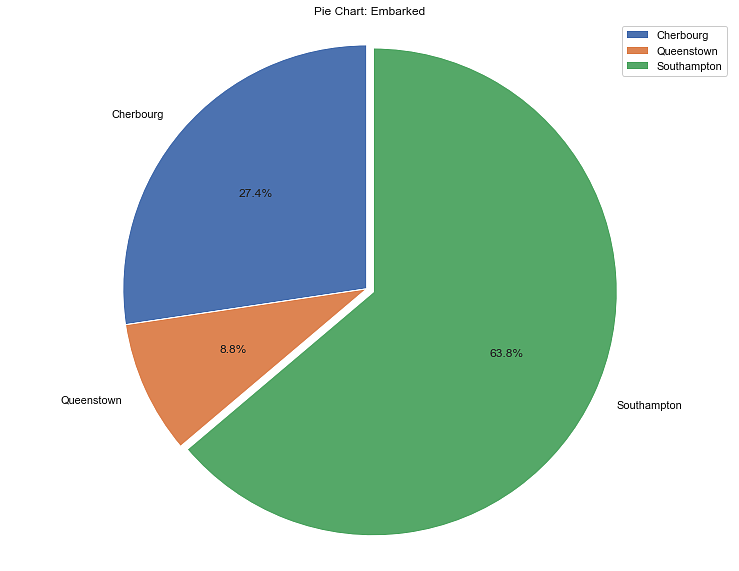 Pie Chart: Embarked
Cherbourg
Queenstown
Southampton
Cherbourg
27.4%
8.8%
63.8%
Queenstown
Southampton